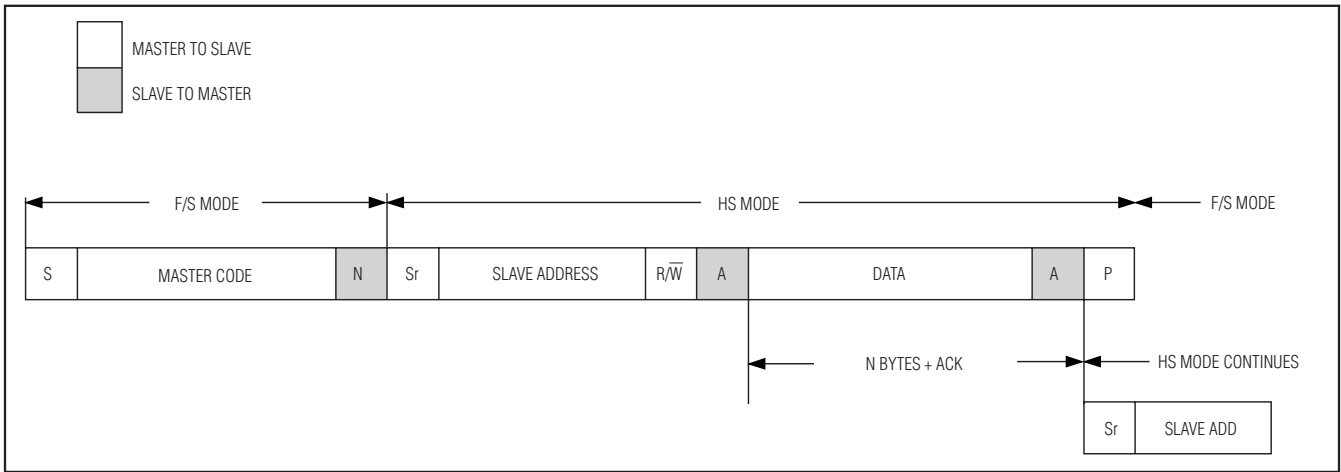 MASTER TO SLAVE
SLAVE TO MASTER
F/S MODE HS MODE F/S MODE
S MASTER CODE N Sr SLAVE ADDRESS R/W̅ A DATA A P
N BYTES + ACK HS MODE CONTINUES
Sr SLAVE ADD